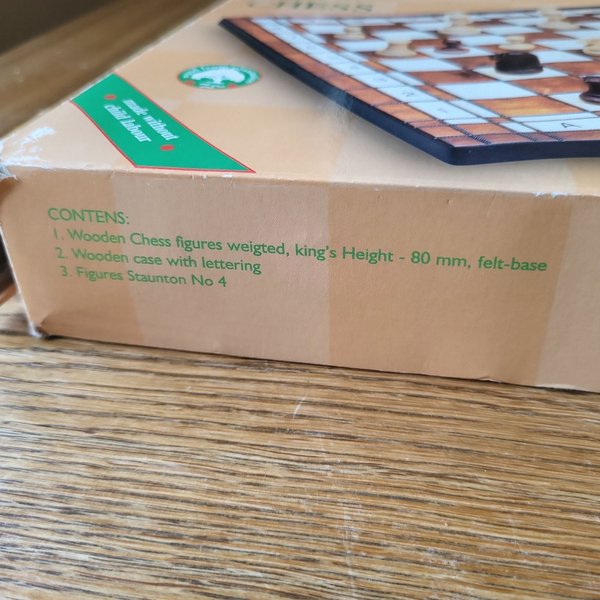 CHESS
made without
child labour
CONTENS:
1. Wooden Chess figures weigted, king's Height - 80 mm, felt-base
2. Wooden case with lettering
3. Figures Staunton No 4